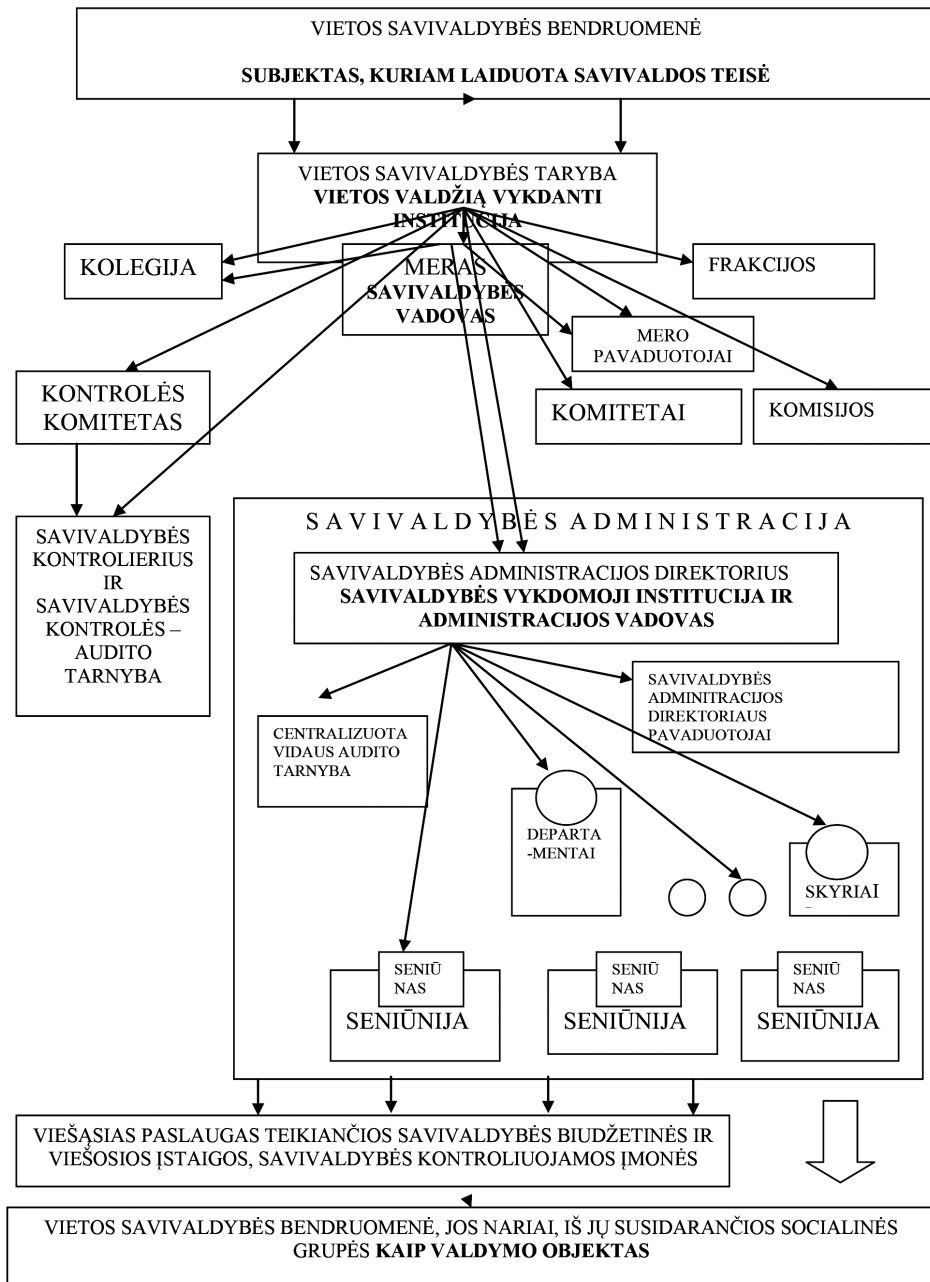 VIETOS SAVIVALDYBĖS BENDRUOMENĖ
SUBJEKTAS, KURIAM LAIDUOTA SAVIVALDOS TEISĖ
VIETOS SAVIVALDYBĖS TARYBA
VIETOS VALDŽIĄ VYKDANTI
INSTITUCIJA
KOLEGIJA
MERAS
SAVIVALDYBĖS
VADOVAS
FRAKCIJOS
MERO
PAVADUOTOJAI
KONTROLĖS
KOMITETAS
KOMITETAI
KOMISIJOS
SAVIVALDYBĖS
KONTROLIERIUS
IR
SAVIVALDYBĖS
KONTROLĖS –
AUDITO
TARNYBA
SAVIVALDYBĖS ADMINISTRACIJA
SAVIVALDYBĖS ADMINISTRACIJOS DIREKTORIUS
SAVIVALDYBĖS VYKDOMOJI INSTITUCIJA IR
ADMINISTRACIJOS VADOVAS
SAVIVALDYBĖS
ADMINITRACIJOS
DIREKTORIAUS
PAVADUOTOJAI
CENTRALIZUOTA
VIDAUS AUDITO
TARNYBA
DEPARTA
-MENTAI
SKYRIAI
SENIŪ
NAS
SENIŪNIJA
SENIŪ
NAS
SENIŪNIJA
SENIŪ
NAS
SENIŪNIJA
VIEŠĄSIAS PASLAUGAS TEIKIANČIOS SAVIVALDYBĖS BIUDŽETINĖS IR
VIEŠOSIOS ĮSTAIGOS, SAVIVALDYBĖS KONTROLIUOJAMOS ĮMONĖS
VIETOS SAVIVALDYBĖS BENDRUOMENĖ, JOS NARIAI, IŠ JŲ SUSIDARANČIOS SOCIALINĖS
GRUPĖS KAIP VALDYMO OBJEKTAS